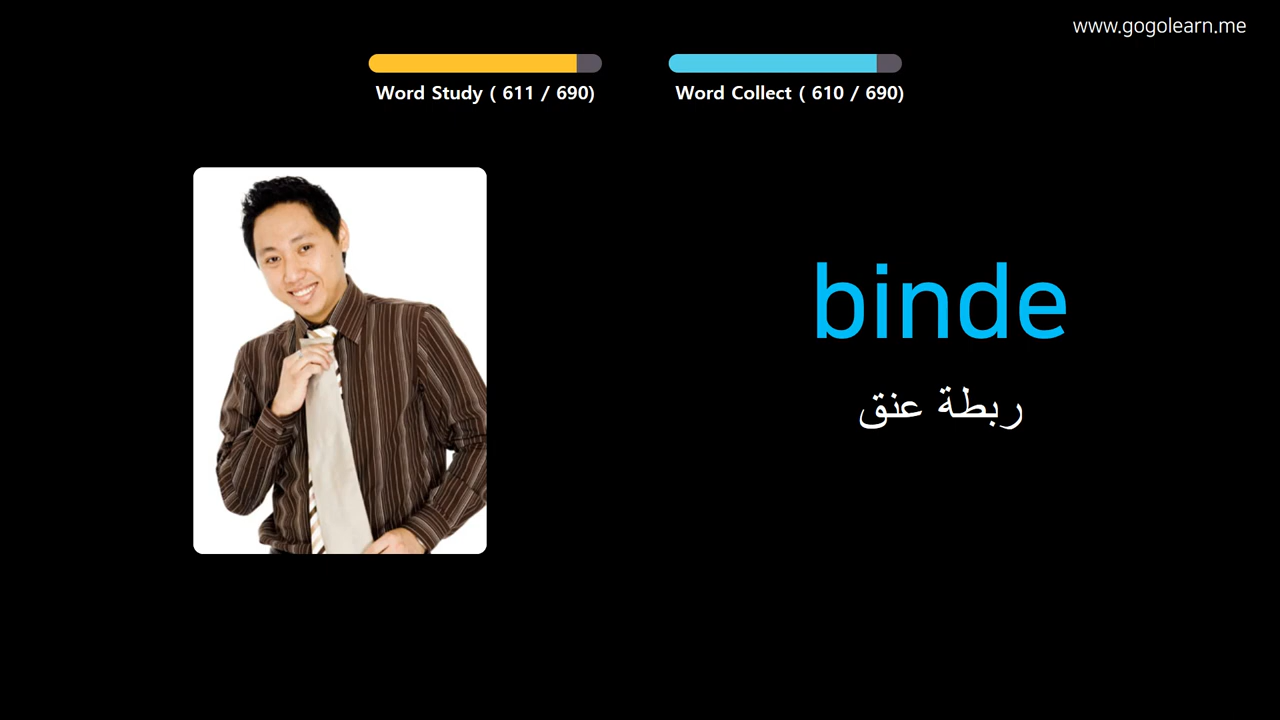 www.gogolearn.me
Word Study ( 611 / 690)
Word Collect ( 610 / 690)
binde
ربطة عنق